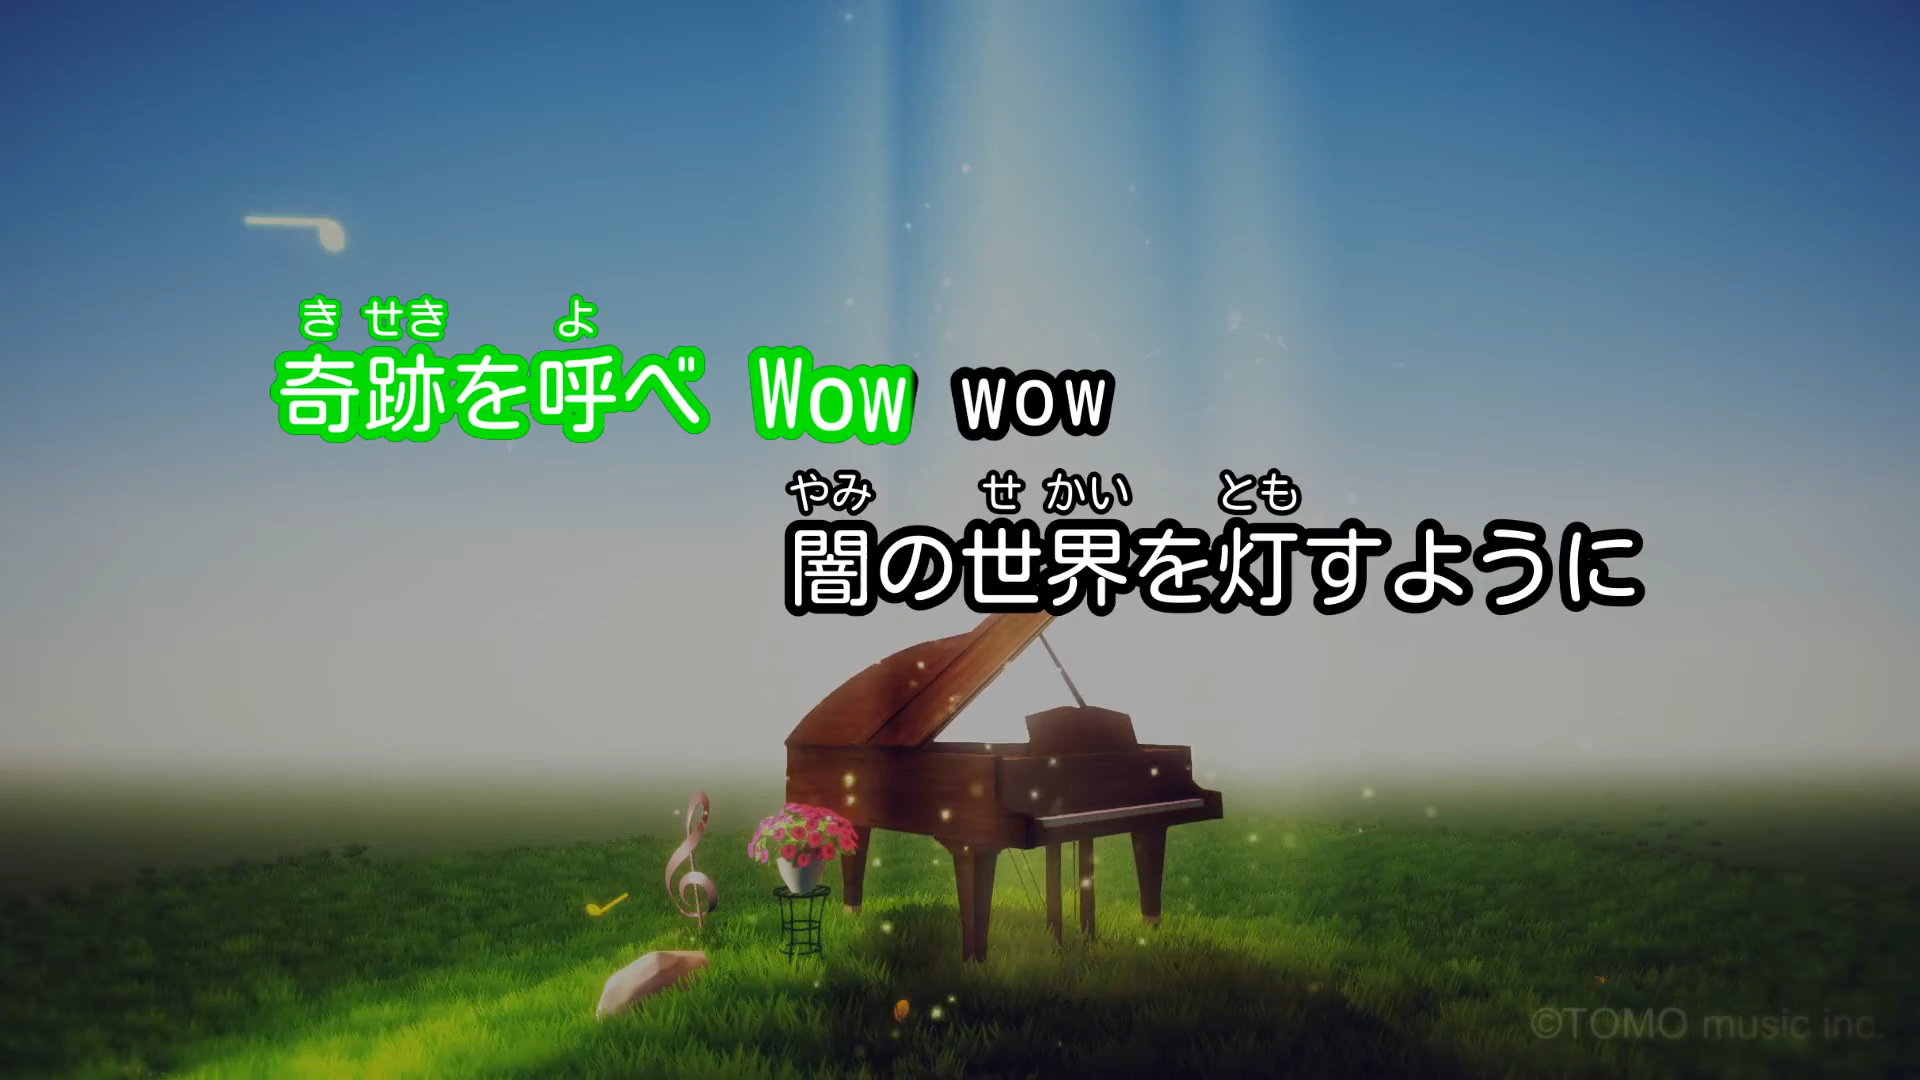 き せき よ
奇跡を呼べ Wow wow
やみ せ かい とも
闇の世界を灯すように
©TOMO music inc.